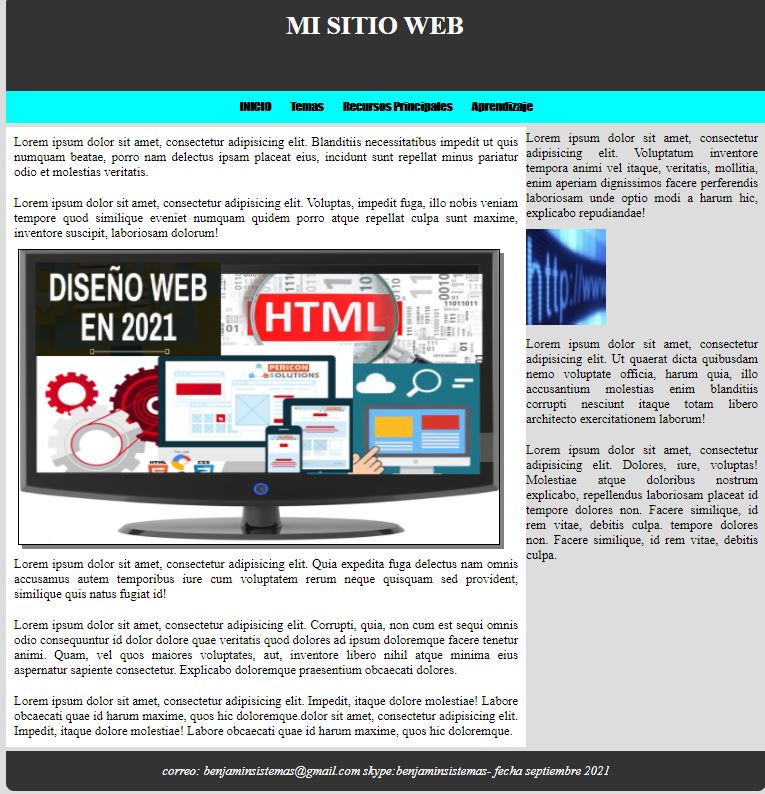 MI SITIO WEB
INICIO Temas Recursos Principales Aprendizaje
Lorem ipsum dolor sit amet, consectetur adipisicing elit. Blanditiis necessitatibus impedit ut quis
numquam beatae, porro nam delectus ipsam placeat eius, incidunt sunt repellat minus pariatur
odio et molestias veritatis.
Lorem ipsum dolor sit amet, consectetur adipisicing elit. Voluptas, impedit fuga, illo nobis veniam
tempore quod similique eveniet numquam quidem porro atque repellat culpa sunt maxime,
inventore suscipit, laboriosam dolorum!
DISEÑO WEB
EN 2021
HTML
PERICON
SOLUTIONS
Lorem ipsum dolor sit amet, consectetur adipisicing elit. Quia expedita fuga delectus nam omnis
accusamus autem temporibus iure cum voluptatem rerum neque quisquam sed provident,
similique quis natus fugiat id!
Lorem ipsum dolor sit amet, consectetur adipisicing elit. Corrupti, quia, non cum est sequi omnis
odio consequuntur id dolor dolore quae veritatis quod dolores ad ipsum doloremque facere tenetur
animi. Quam, vel quos maiores voluptates, aut, inventore libero nihil atque minima eius
aspernatur sapiente consectetur. Explicabo doloremque praesentium obcaecati dolores.
Lorem ipsum dolor sit amet, consectetur adipisicing elit. Impedit, itaque dolore molestiae! Labore
obcaecati quae id harum maxime, quos hic doloremque.dolor sit amet, consectetur adipisicing elit.
Impedit, itaque dolore molestiae! Labore obcaecati quae id harum maxime, quos hic doloremque.
Lorem ipsum dolor sit amet, consectetur
adipisicing elit. Voluptatum inventore
tempora animi vel itaque, veritatis, mollitia,
enim aperiam dignissimos facere perferendis
laboriosam unde optio modi a harum hic,
explicabo repudiandae!
http://www
Lorem ipsum dolor sit amet, consectetur
adipisicing elit. Ut quaerat dicta quibusdam
nemo voluptate officia, harum quia, illo
accusantium molestias enim blanditiis
corrupti nesciunt itaque totam libero
architecto exercitationem laborum!
Lorem ipsum dolor sit amet, consectetur
adipisicing elit. Dolores, iure, voluptas!
Molestiae atque doloribus nostrum
explicabo, repellendus laboriosam placeat id
tempore dolores non. Facere similique, id
rem vitae, debitis culpa. tempore dolores
non. Facere similique, id rem vitae, debitis
culpa.
correo: benjaminsistemas@gmail.com skype:benjaminsistemas- fecha septiembre 2021